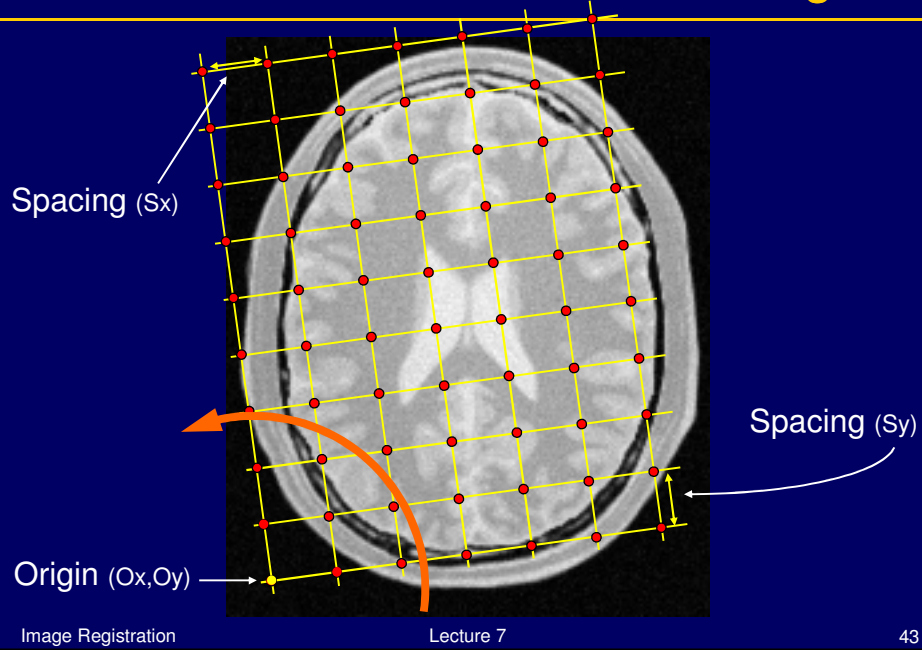 Spacing (Sx)
Spacing (Sy)
Origin (Ox,Oy)
Image Registration
Lecture 7
43